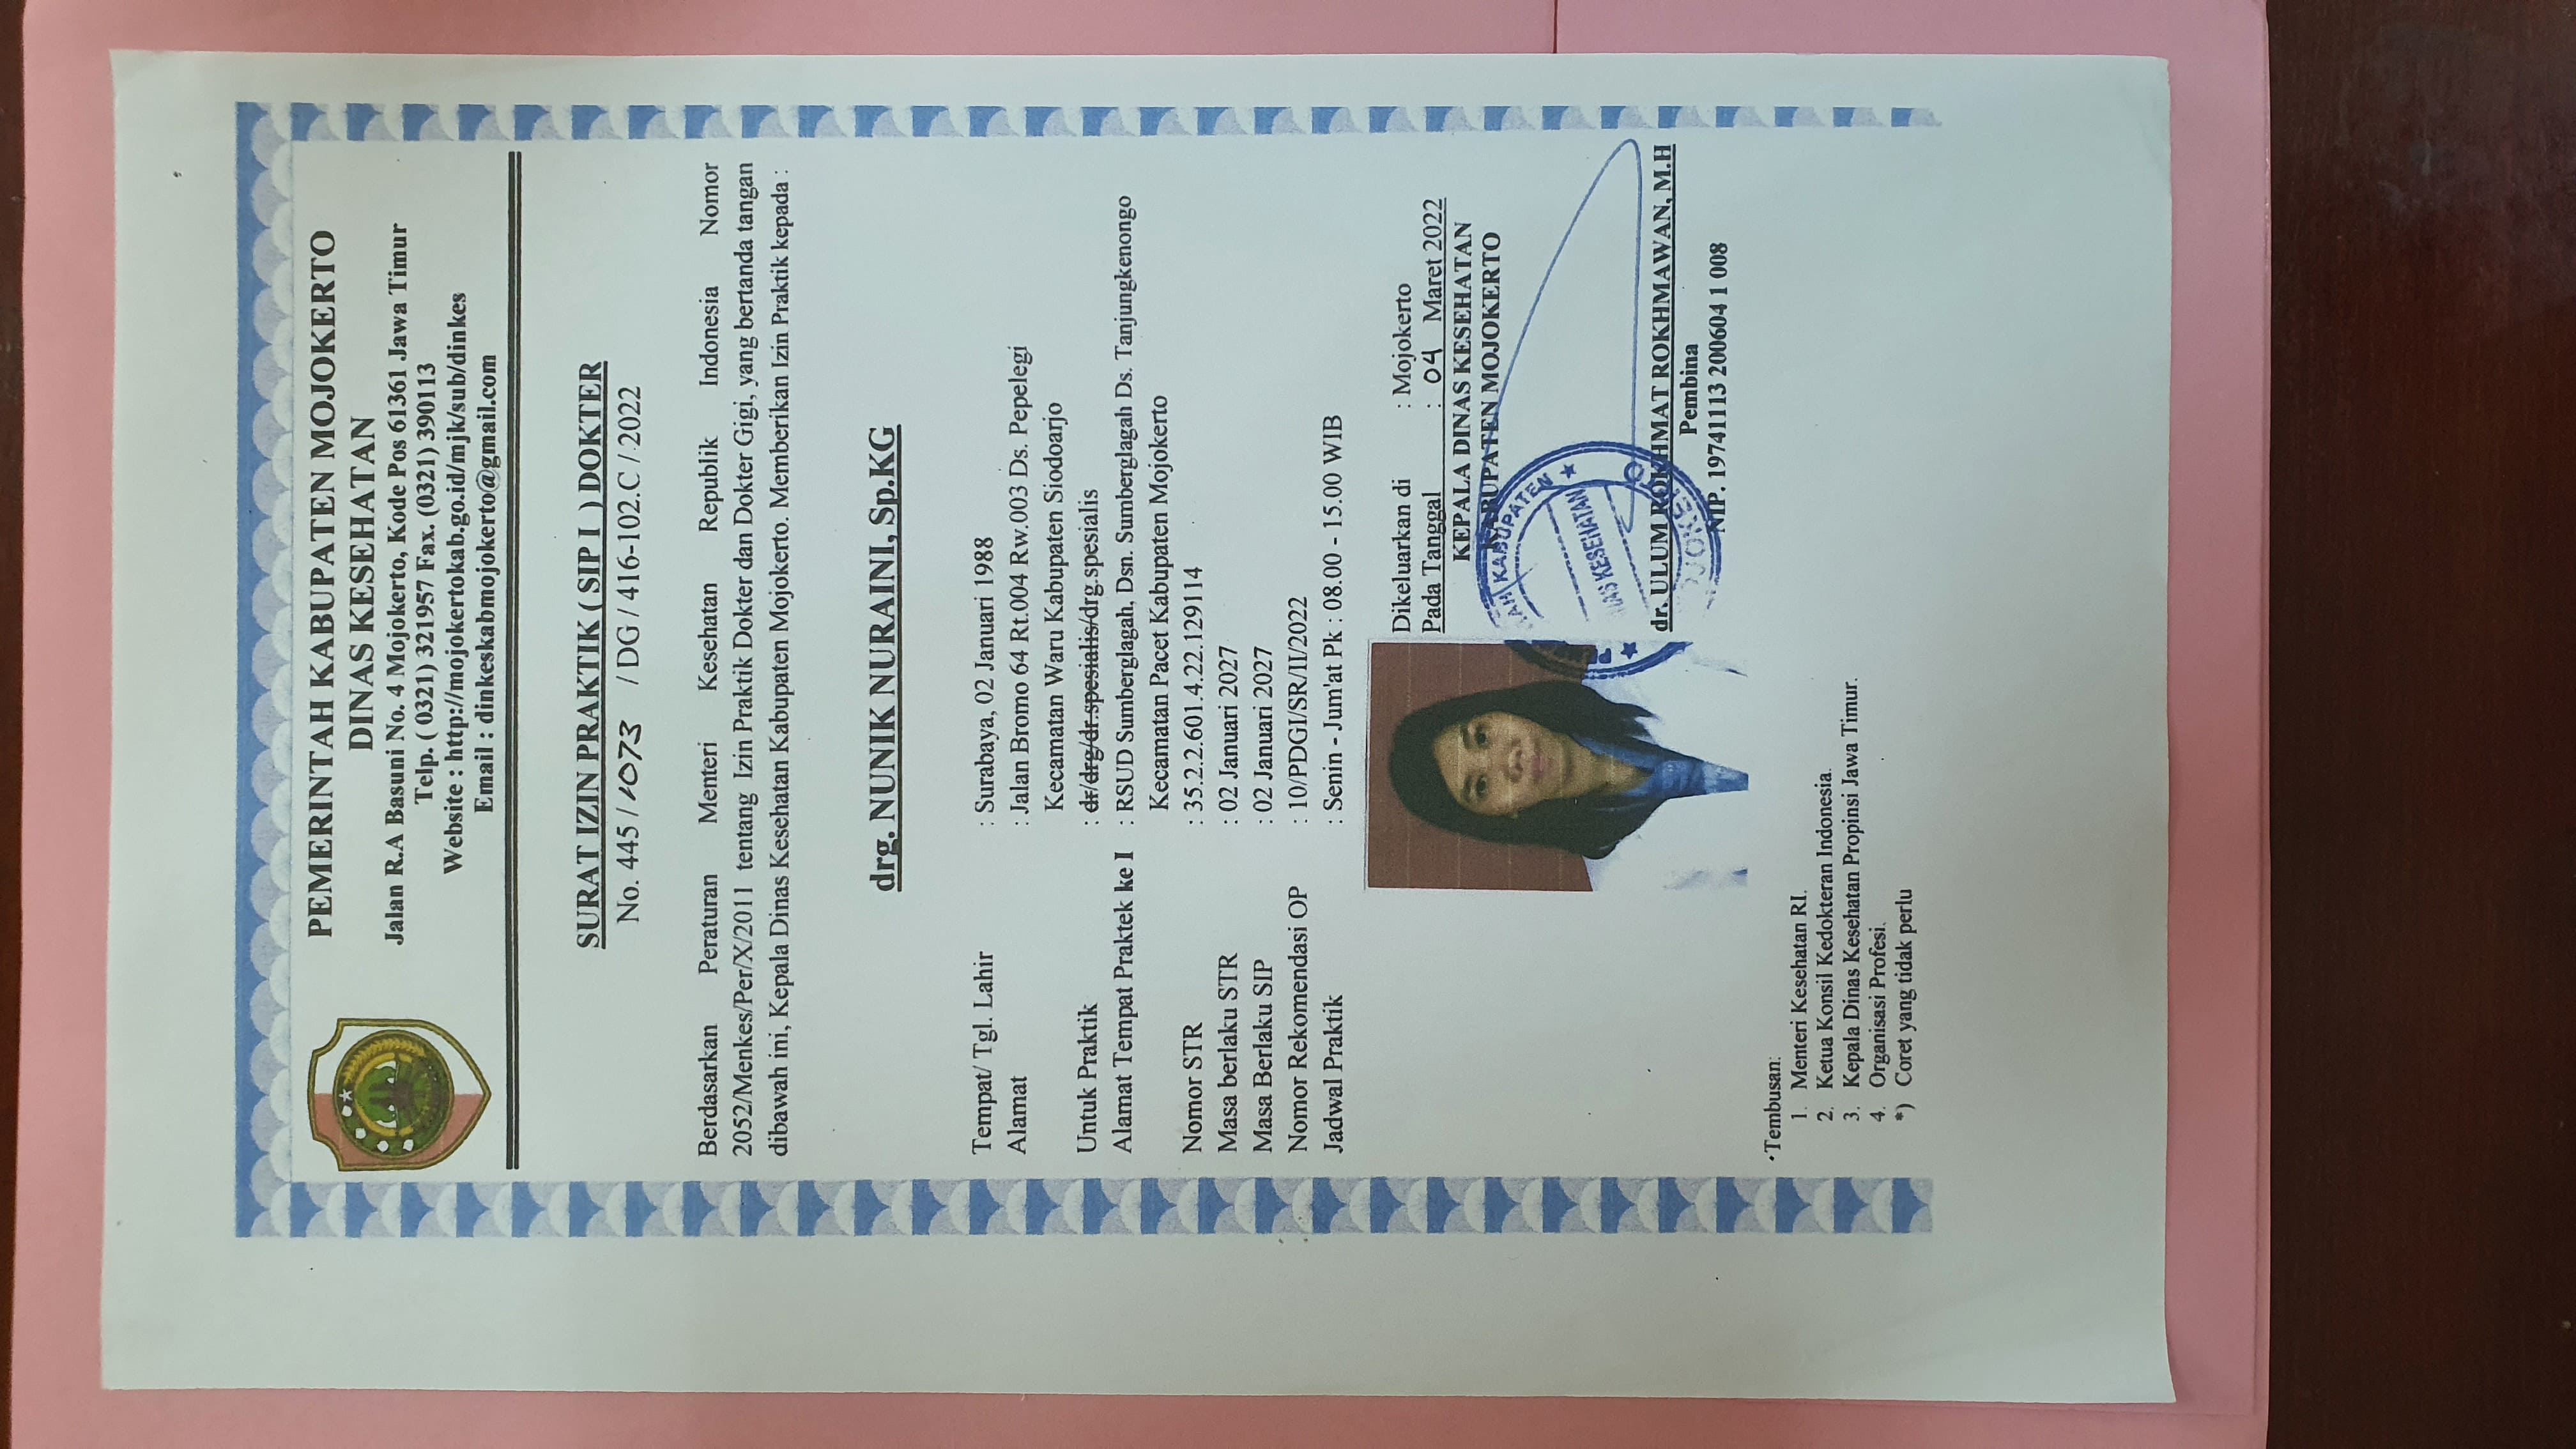 PEMERINTAH KABUPATEN MOJOKERTO
DINAS KESEHATAN
Jalan R.A Basuni No. 4 Mojokerto, Kode Pos 61361 Jawa Timur
Telp. ( 0321) 321957 Fax. (0321) 390113
Website : http://mojokertokab.go.id/mjk/sub/dinkes
Email : dinkeskabmojokerto@gmail.com
SURAT IZIN PRAKTIK ( SIP I ) DOKTER
No. 445 / 1073 / DG / 416-102.C / 2022
Berdasarkan Peraturan Menteri Kesehatan Republik Indonesia Nomor
2052/Menkes/Per/X/2011 tentang Izin Praktik Dokter dan Dokter Gigi, yang bertanda tangan
dibawah ini, Kepala Dinas Kesehatan Kabupaten Mojokerto. Memberikan Izin Praktik kepada :
drg. NUNIK NURAINI, Sp.KG
Tempat/ Tgl. Lahir : Surabaya, 02 Januari 1988
Alamat : Jalan Bromo 64 Rt.004 Rw.003 Ds. Pepelegi
Kecamatan Waru Kabupaten Siodoarjo
Untuk Praktik : dr/drg/dr.spesialis/drg.spesialis
Alamat Tempat Praktek ke I : RSUD Sumberglagah, Dsn. Sumberglagah Ds. Tanjungkenongo
Kecamatan Pacet Kabupaten Mojokerto
Nomor STR : 35.2.2.601.4.22.129114
Masa berlaku STR : 02 Januari 2027
Masa Berlaku SIP : 02 Januari 2027
Nomor Rekomendasi OP : 10/PDGI/SR/II/2022
Jadwal Praktik : Senin - Jum'at Pk : 08.00 - 15.00 WIB
Dikeluarkan di : Mojokerto
Pada Tanggal : 04 Maret 2022
KEPALA DINAS KESEHATAN
KABUPATEN MOJOKERTO
KABUPATEN
KESEHATAN
dr. ULUM ROKHMAT ROKHMAWAN, M.H
Pembina
NIP. 19741113 200604 1 008
Tembusan:
1. Menteri Kesehatan RI.
2. Ketua Konsil Kedokteran Indonesia.
3. Kepala Dinas Kesehatan Propinsi Jawa Timur.
4. Organisasi Profesi.
*) Coret yang tidak perlu